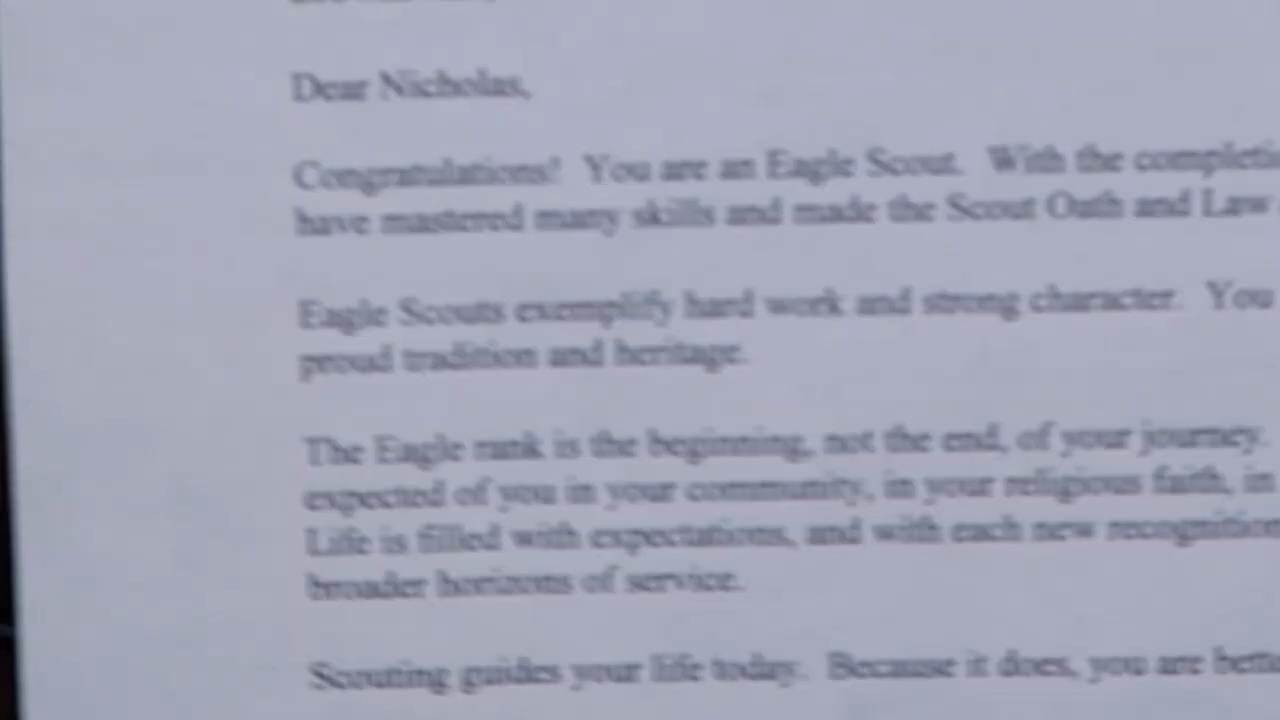 Dear Nicholas,
Congratulations! You are an Eagle Scout. With the
have mastered many skills and made the Scout Oath and Law
Eagle Scouts exemplify hard work and strong character. You
proud tradition and heritage.
The Eagle rank is the beginning, not the end, of your journey.
expected of you in your community, in your religious faith, in
Life is filled with expectations, and with each new recognition
broader horizons of service.
Scouting guides your life today. Because it does, you are